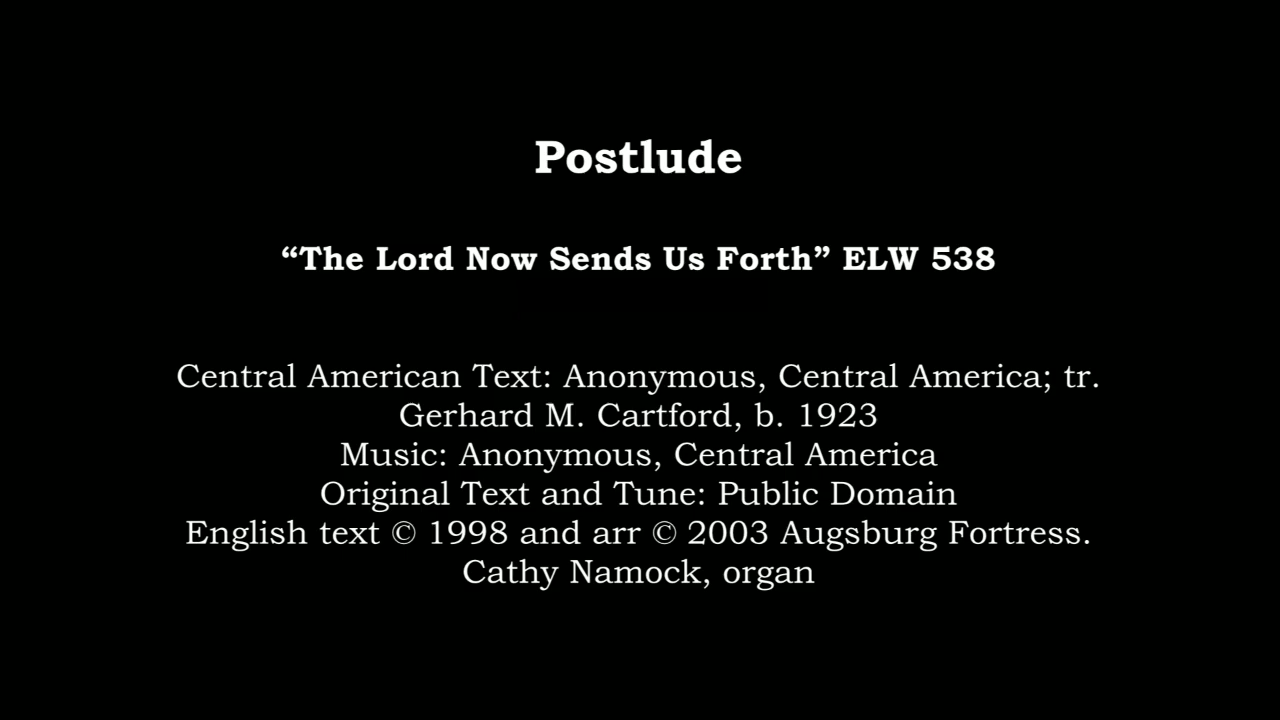 Postlude
“The Lord Now Sends Us Forth” ELW 538
Central American Text: Anonymous, Central America; tr.
Gerhard M. Cartford, b. 1923
Music: Anonymous, Central America
Original Text and Tune: Public Domain
English text © 1998 and arr © 2003 Augsburg Fortress.
Cathy Namock, organ